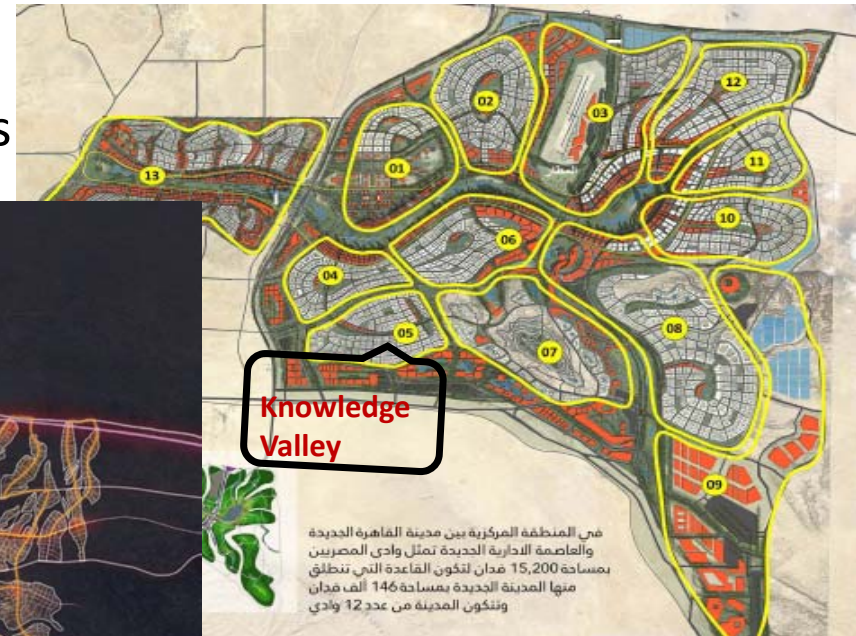 s
02
03
12
01
11
13
10
06
04
05
07
08
09
Knowledge
Valley
في المنطقة المركزية بين مدينة القاهرة الجديدة
والعاصمة الادارية الجديدة تمثل وادى المصريين
بمساحة 15,200 فدان لتكون القاعدة التي تنطلق
منها المدينة الجديدة بمساحة 146 ألف فدان
وتتكون المدينة من عدد 12 وادي